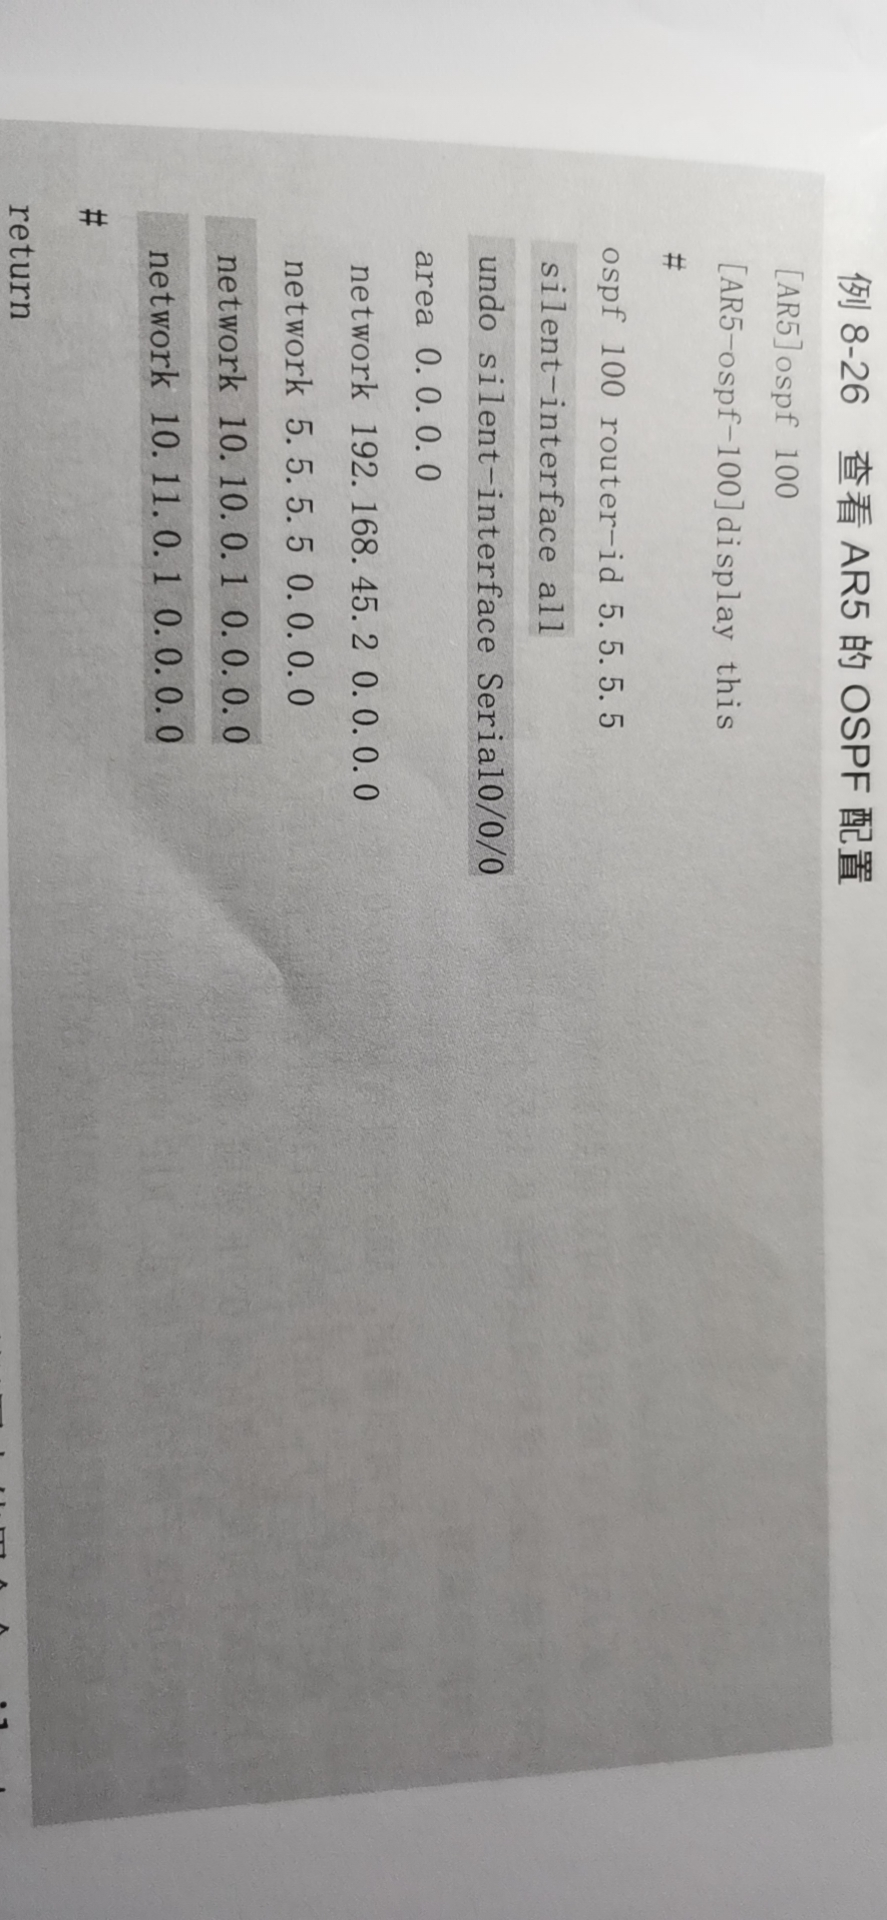 例 8-26 查看 AR5 的 OSPF 配置
[AR5]ospf 100
[AR5-ospf-100]display this
#
ospf 100 router-id 5.5.5.5
silent-interface all
undo silent-interface Serial0/0/0
area 0.0.0.0
network 192.168.45.2 0.0.0.0
network 5.5.5.5 0.0.0.0
network 10.10.0.1 0.0.0.0
network 10.11.0.1 0.0.0.0
#
return